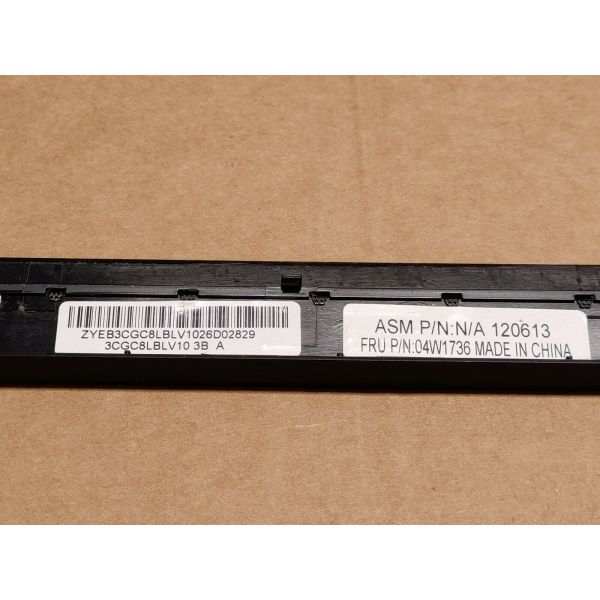 ZYEB3CGC8LBLV1026D02829
3CGC8LBLV10 3B A
ASM P/N:N/A 120613
FRU P/N:04W1736 MADE IN CHINA